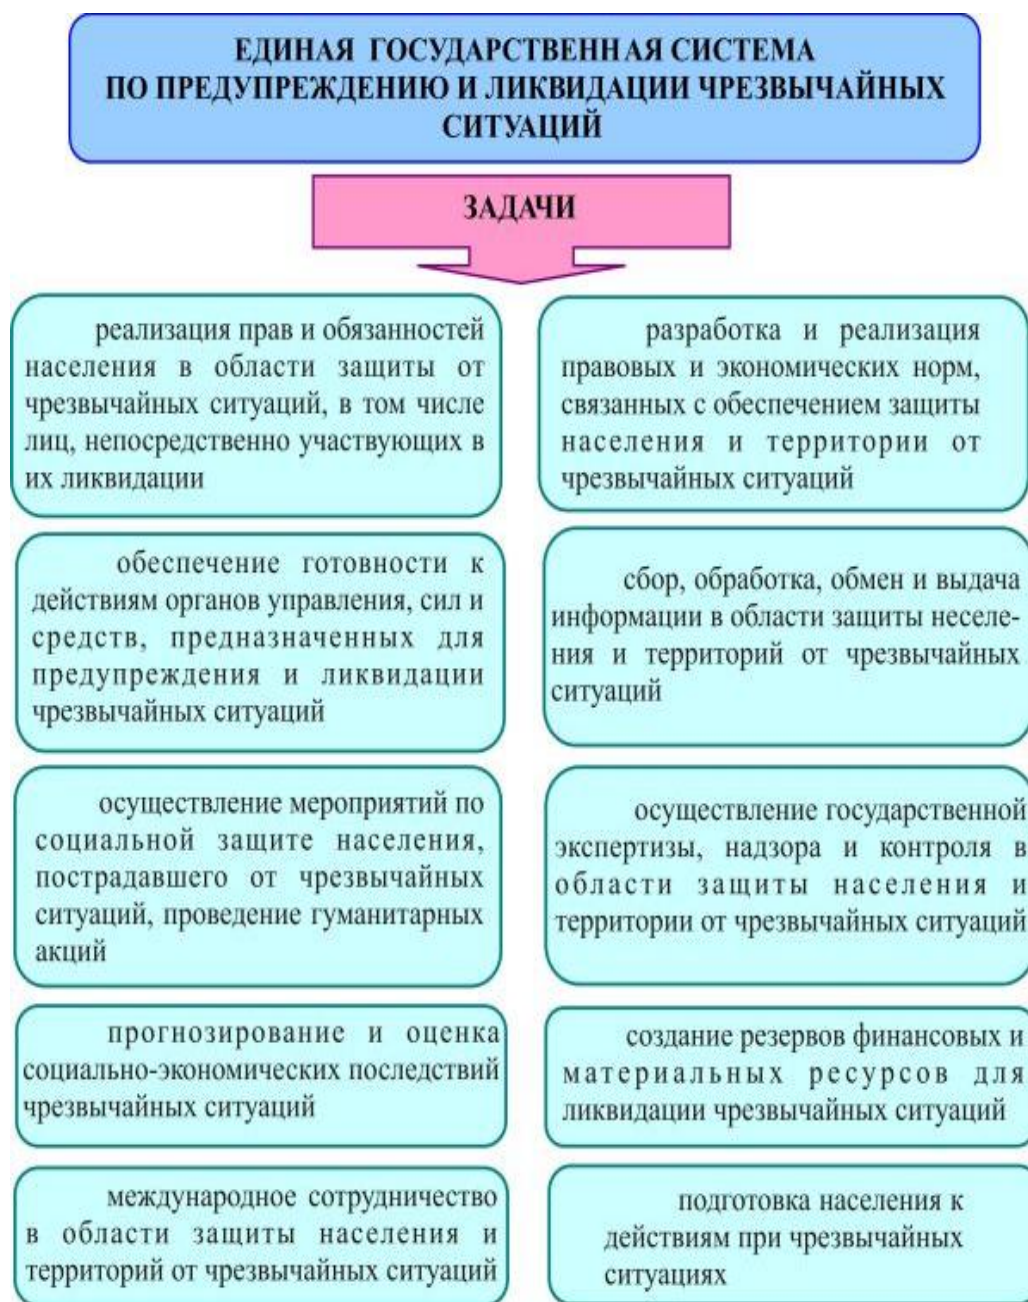 ЕДИНАЯ ГОСУДАРСТВЕННАЯ СИСТЕМА
ПО ПРЕДУПРЕЖДЕНИЮ И ЛИКВИДАЦИИ ЧРЕЗВЫЧАЙНЫХ
СИТУАЦИЙ
ЗАДАЧИ
реализация прав и обязанностей
населения в области защиты от
чрезвычайных ситуаций, в том числе
лиц, непосредственно участвующих в
их ликвидации
разработка и реализация
правовых и экономических норм,
связанных с обеспечением защиты
населения и территории от
чрезвычайных ситуаций
обеспечение готовности к
действиям органов управления, сил и
средств, предназначенных для
предупреждения и ликвидации
чрезвычайных ситуаций
сбор, обработка, обмен и выдача
информации в области защиты неселе-
ния и территорий от чрезвычайных
ситуаций
осуществление мероприятий по
социальной защите населения,
пострадавшего от чрезвычайных
ситуаций, проведение гуманитарных
акций
осуществление государственной
экспертизы, надзора и контроля в
области защиты населения и
территории от чрезвычайных ситуаций
прогнозирование и оценка
социально-экономических последствий
чрезвычайных ситуаций
создание резервов финансовых и
материальных ресурсов для
ликвидации чрезвычайных ситуаций
международное сотрудничество
в области защиты населения и
территорий от чрезвычайных ситуаций
подготовка населения к
действиям при чрезвычайных
ситуациях